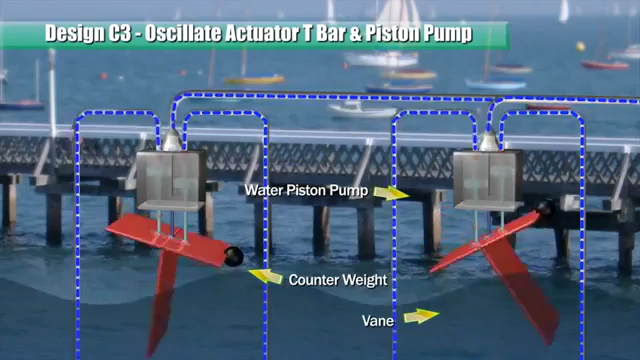 Design C3 - Oscillate Actuator T Bar & Piston Pump
Water Piston Pump
Counter Weight
Vane